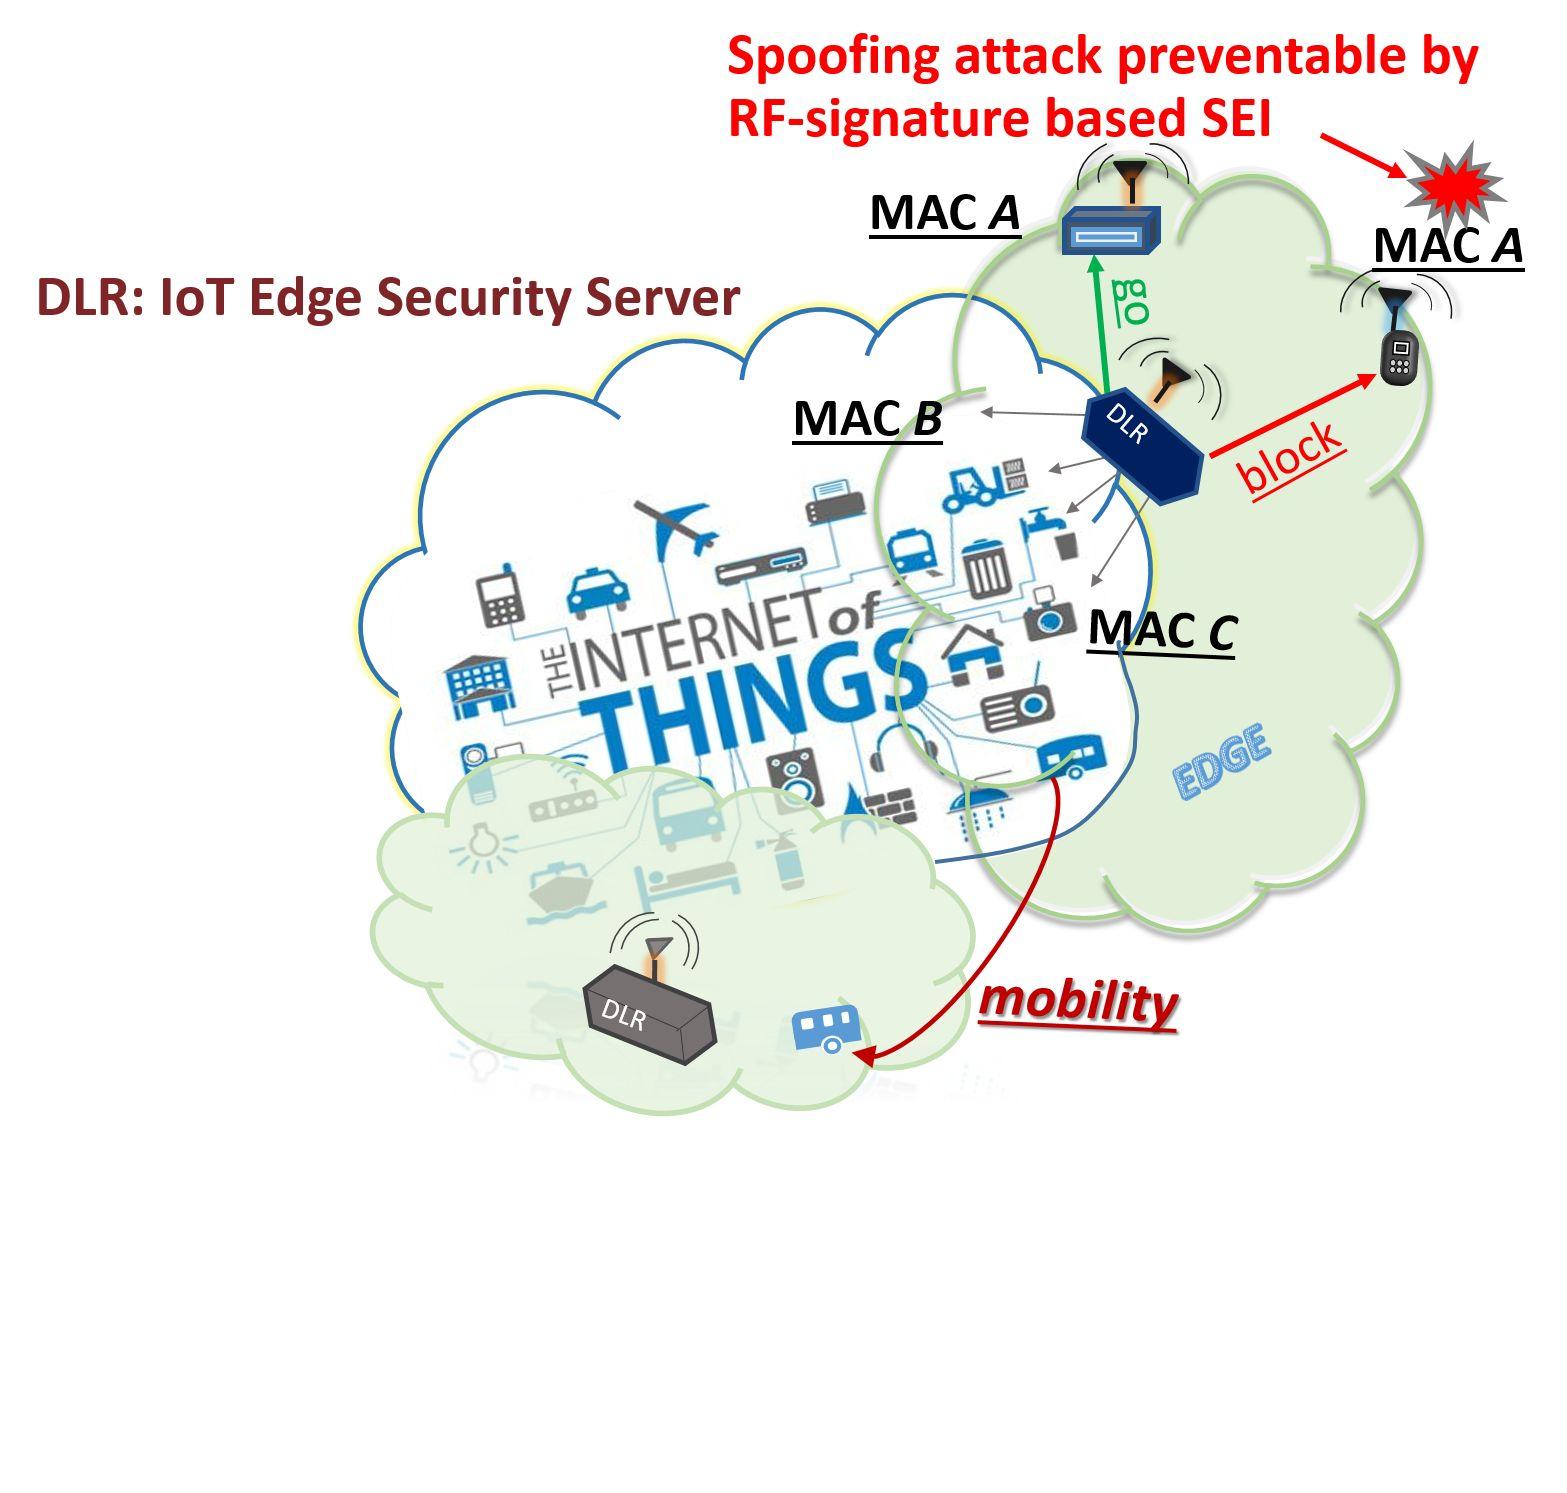 Spoofing attack preventable by
RF-signature based SEI
MAC A
MAC A
DLR: IoT Edge Security Server
go
DLR
MAC B
block
THE INTERNET of
THINGS
MAC C
EDGE
mobility
DLR